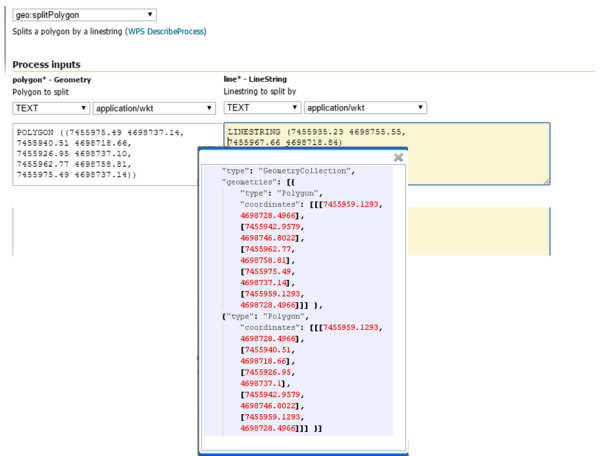 geo:splitPolygon
Splits a polygon by a linestring (WPS DescribeProcess)
Process inputs
polygon* - Geometry
Polygon to split
TEXT
application/wkt
POLYGON ((7455975.49 4698737.14,
7455940.51 4698718.66,
7455926.95 4698737.10,
7455962.77 4698758.81,
7455975.49 4698737.14))
line* - LineString
Linestring to split by
TEXT
application/wkt
LINESTRING (7455935.23 4698755.55,
7455967.66 4698718.84)
"type": "GeometryCollection",
"geometries": [{
"type": "Polygon",
"coordinates": [[[7455959.1293,
4698728.4966],
[7455942.9579,
4698746.8022],
[7455962.77,
4698758.81],
[7455975.49,
4698737.14],
[7455959.1293,
4698728.4966]]] },
{"type": "Polygon",
"coordinates": [[[7455959.1293,
4698728.4966],
[7455940.51,
4698718.66],
[7455926.95,
4698737.1],
[7455942.9579,
4698746.8022],
[7455959.1293,
4698728.4966]]] }]